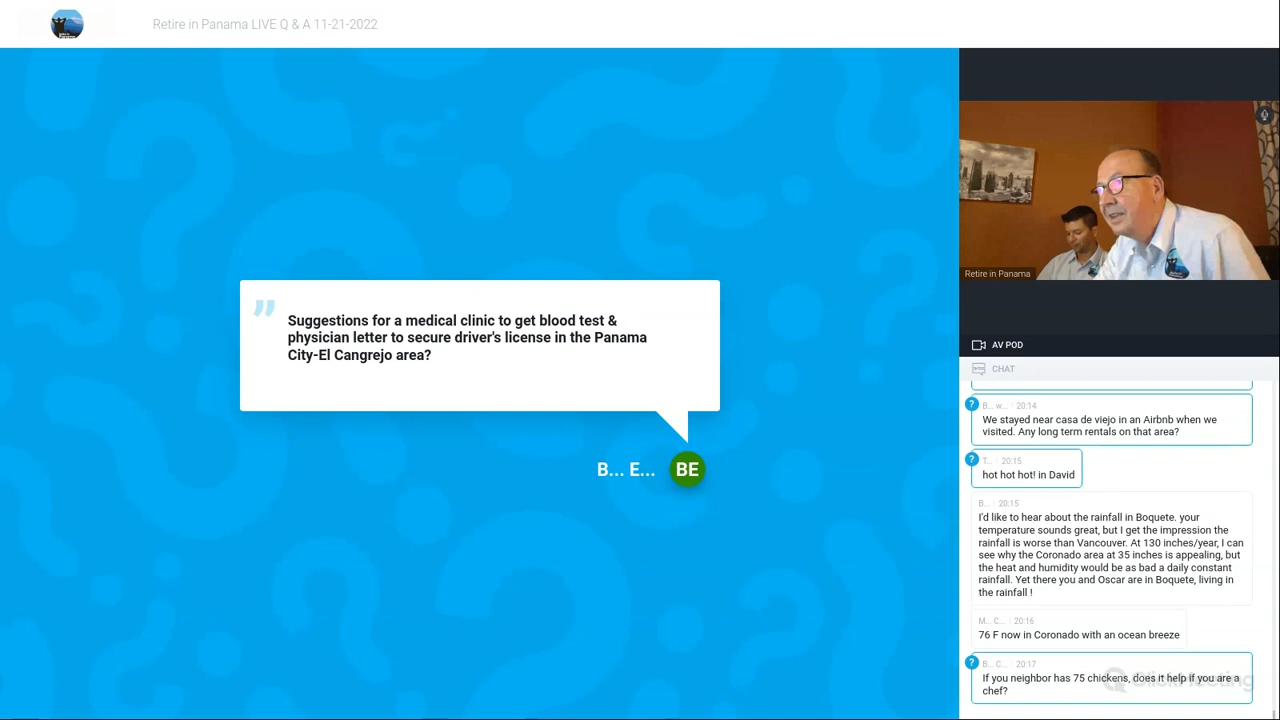 Retire in Panama LIVE Q & A 11-21-2022
Suggestions for a medical clinic to get blood test &
physician letter to secure driver's license in the Panama
City-El Cangrejo area?
B... E...
BE
Retire in Panama
AV POD
CHAT
B... w... 20:14
We stayed near casa de viejo in an Airbnb when we
visited. Any long term rentals on that area?
T... 20:15
hot hot hot! in David
B... 20:15
I'd like to hear about the rainfall in Boquete. your
temperature sounds great, but I get the impression the
rainfall is worse than Vancouver. At 130 inches/year, I can
see why the Coronado area at 35 inches is appealing, but
the heat and humidity would be as bad a daily constant
rainfall. Yet there you and Oscar are in Boquete, living in
the rainfall !
M... C... 20:16
76 F now in Coronado with an ocean breeze
B... C... 20:17
If you neighbor has 75 chickens, does it help if you are a
chef?
ClickMeeting